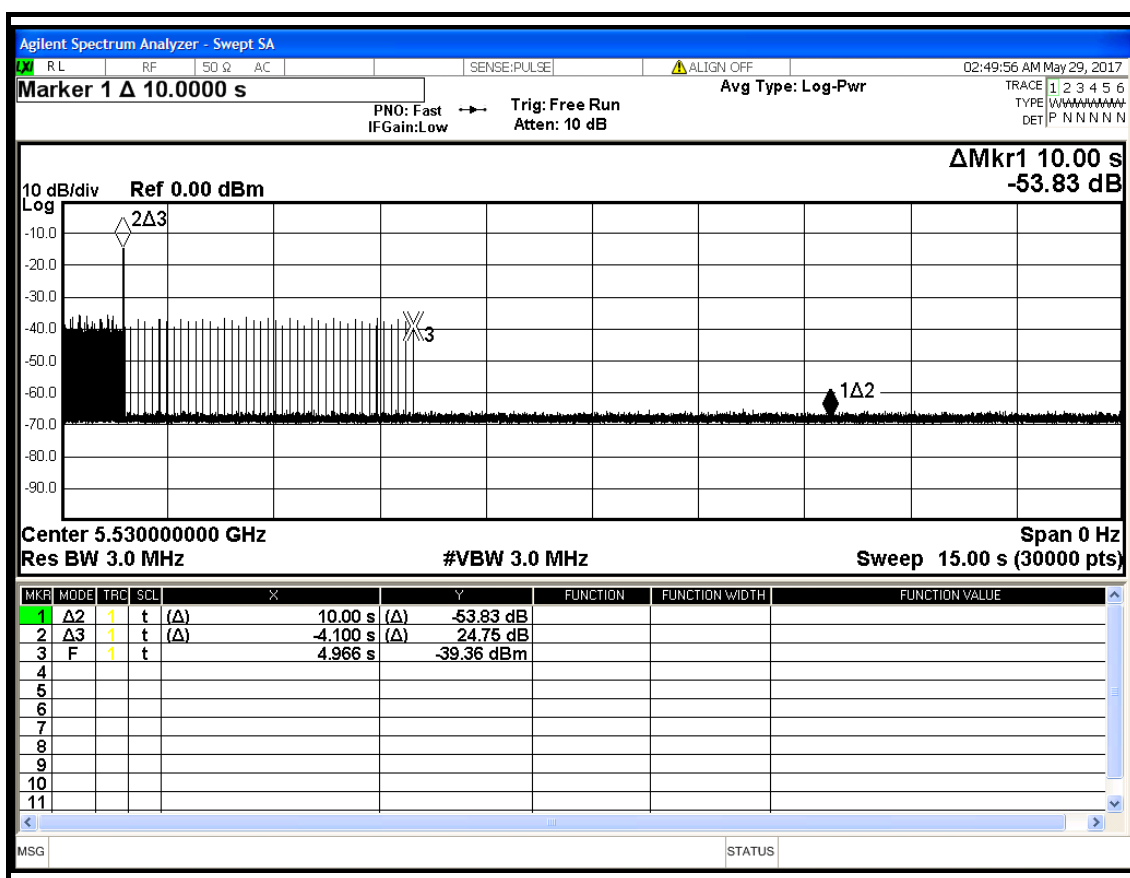 Agilent Spectrum Analyzer - Swept SA
LXI RL RF 50 Ω AC SENSE:PULSE ALIGN OFF 02:49:56 AM May 29, 2017
Marker 1 Δ 10.0000 s
PNO: Fast
IFGain:Low
Trig: Free Run
Atten: 10 dB
Avg Type: Log-Pwr
TRACE 1 2 3 4 5 6
TYPE
DET P N N N N N
ΔMkr1 10.00 s
-53.83 dB
10 dB/div Ref 0.00 dBm
Log
2Δ3
-10.0
-20.0
-30.0
-40.0
3
-50.0
-60.0
1Δ2
-70.0
-80.0
-90.0
Center 5.530000000 GHz Span 0 Hz
Res BW 3.0 MHz #VBW 3.0 MHz Sweep 15.00 s (30000 pts)
MKR MODE TRC SCL X Y FUNCTION FUNCTION WIDTH FUNCTION VALUE
1 Δ2 1 t (Δ) 10.00 s (Δ) -53.83 dB
2 Δ3 1 t (Δ) -4.100 s (Δ) 24.75 dB
3 F 1 t 4.966 s -39.36 dBm
4
5
6
7
8
9
10
11
MSG STATUS